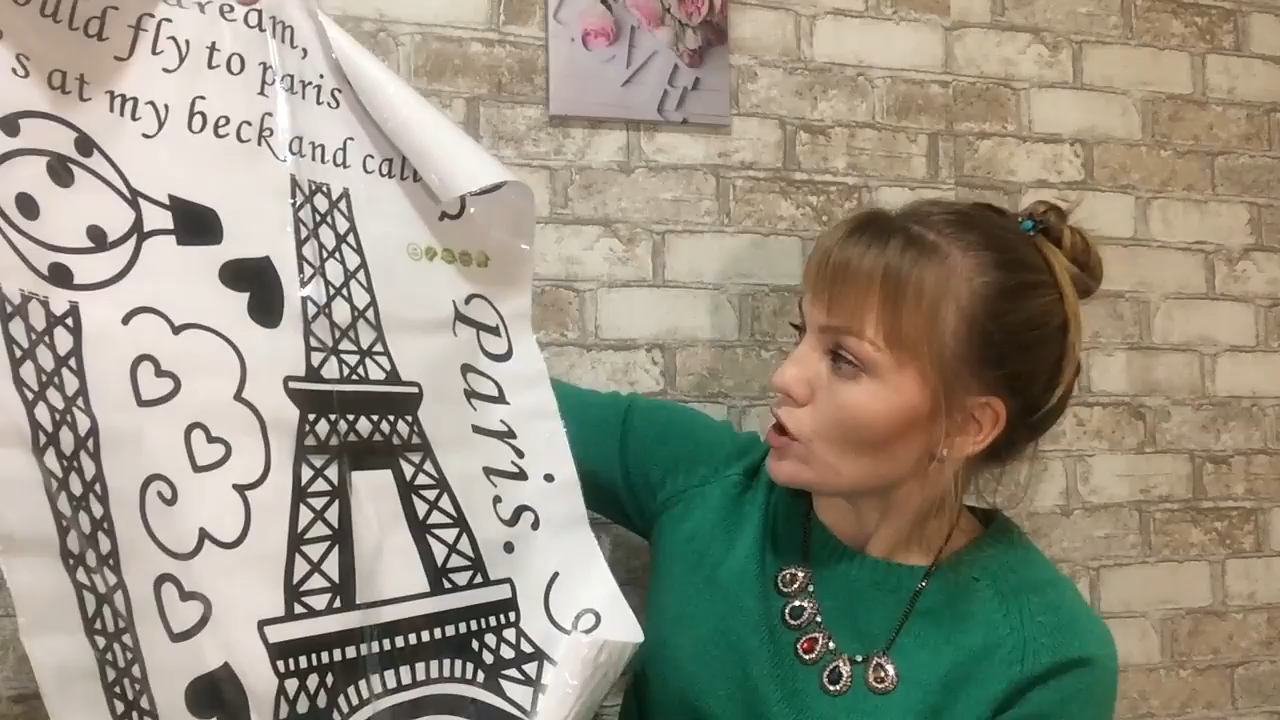 dream,
ould fly to paris
's at my beck and call
Paris.